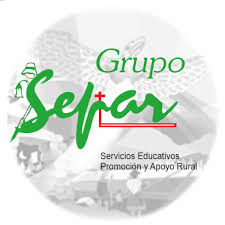 Grupo
Separ
Servicios Educativos
Promoción y Apoyo Rural